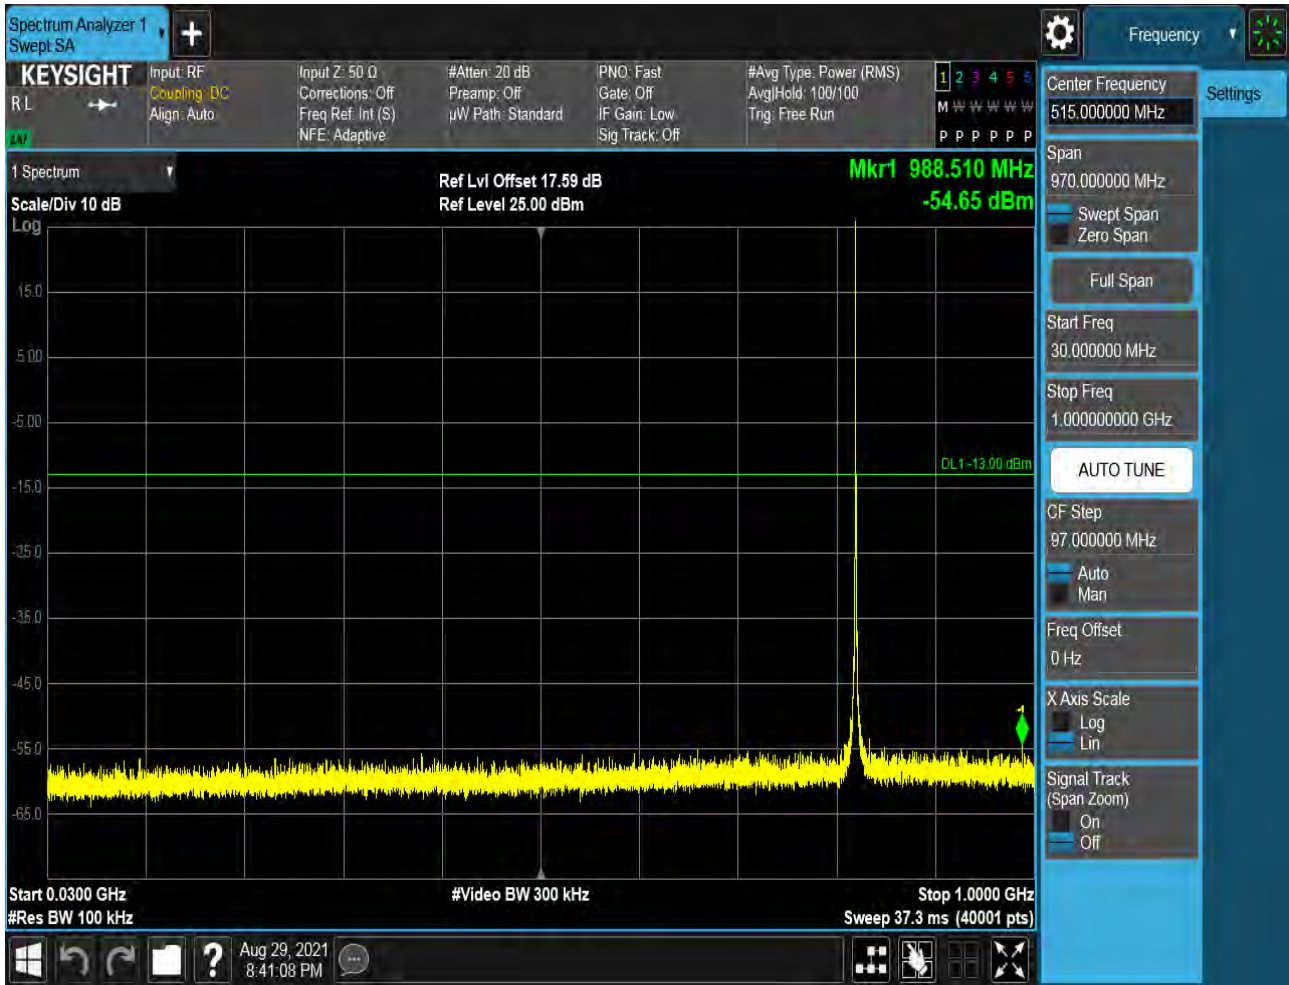 Spectrum Analyzer 1
Swept SA
Frequency
KEYSIGHT
R L
LXI
Input: RF
Coupling: DC
Align: Auto
Input Z: 50 Ω
Corrections: Off
Freq Ref: Int (S)
NFE: Adaptive
#Atten: 20 dB
Preamp: Off
µW Path: Standard
PNO: Fast
Gate: Off
IF Gain: Low
Sig Track: Off
#Avg Type: Power (RMS)
Avg|Hold: 100/100
Trig: Free Run
1 2 3 4 5 6
M W W W W W
P P P P P P
1 Spectrum
Scale/Div 10 dB
Log
Ref Lvl Offset 17.59 dB
Ref Level 25.00 dBm
Mkr1 988.510 MHz
-54.65 dBm
15.0
5.00
-5.00
DL1 -13.00 dBm
-15.0
-25.0
-35.0
-45.0
1
-55.0
-65.0
Start 0.0300 GHz
#Res BW 100 kHz
#Video BW 300 kHz
Stop 1.0000 GHz
Sweep 37.3 ms (40001 pts)
Aug 29, 2021
8:41:08 PM
Settings
Center Frequency
515.000000 MHz
Span
970.000000 MHz
Swept Span
Zero Span
Full Span
Start Freq
30.000000 MHz
Stop Freq
1.000000000 GHz
AUTO TUNE
CF Step
97.000000 MHz
Auto
Man
Freq Offset
0 Hz
X Axis Scale
Log
Lin
Signal Track
(Span Zoom)
On
Off